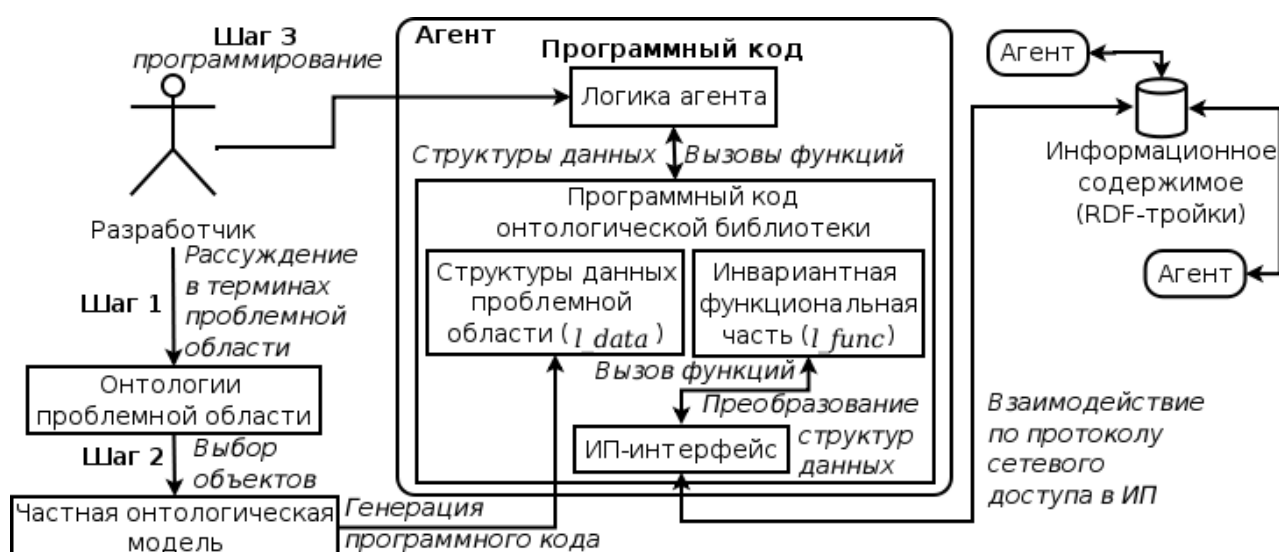 Шаг 3
программирование
Разработчик
Шаг 1
Рассуждение
в терминах
проблемной
области
Онтологии
проблемной области
Шаг 2
Выбор
объектов
Частная онтологическая
модель
Генерация
программного кода
Агент
Программный код
Логика агента
Структуры данных
Вызовы функций
Программный код
онтологической библиотеки
Структуры данных
проблемной
области (l_data)
Инвариантная
функциональная
часть (l_func)
Вызов функций
Преобразование
структур
данных
ИП-интерфейс
Агент
Информационное
содержимое
(RDF-тройки)
Агент
Взаимодействие
по протоколу
сетевого
доступа в ИП